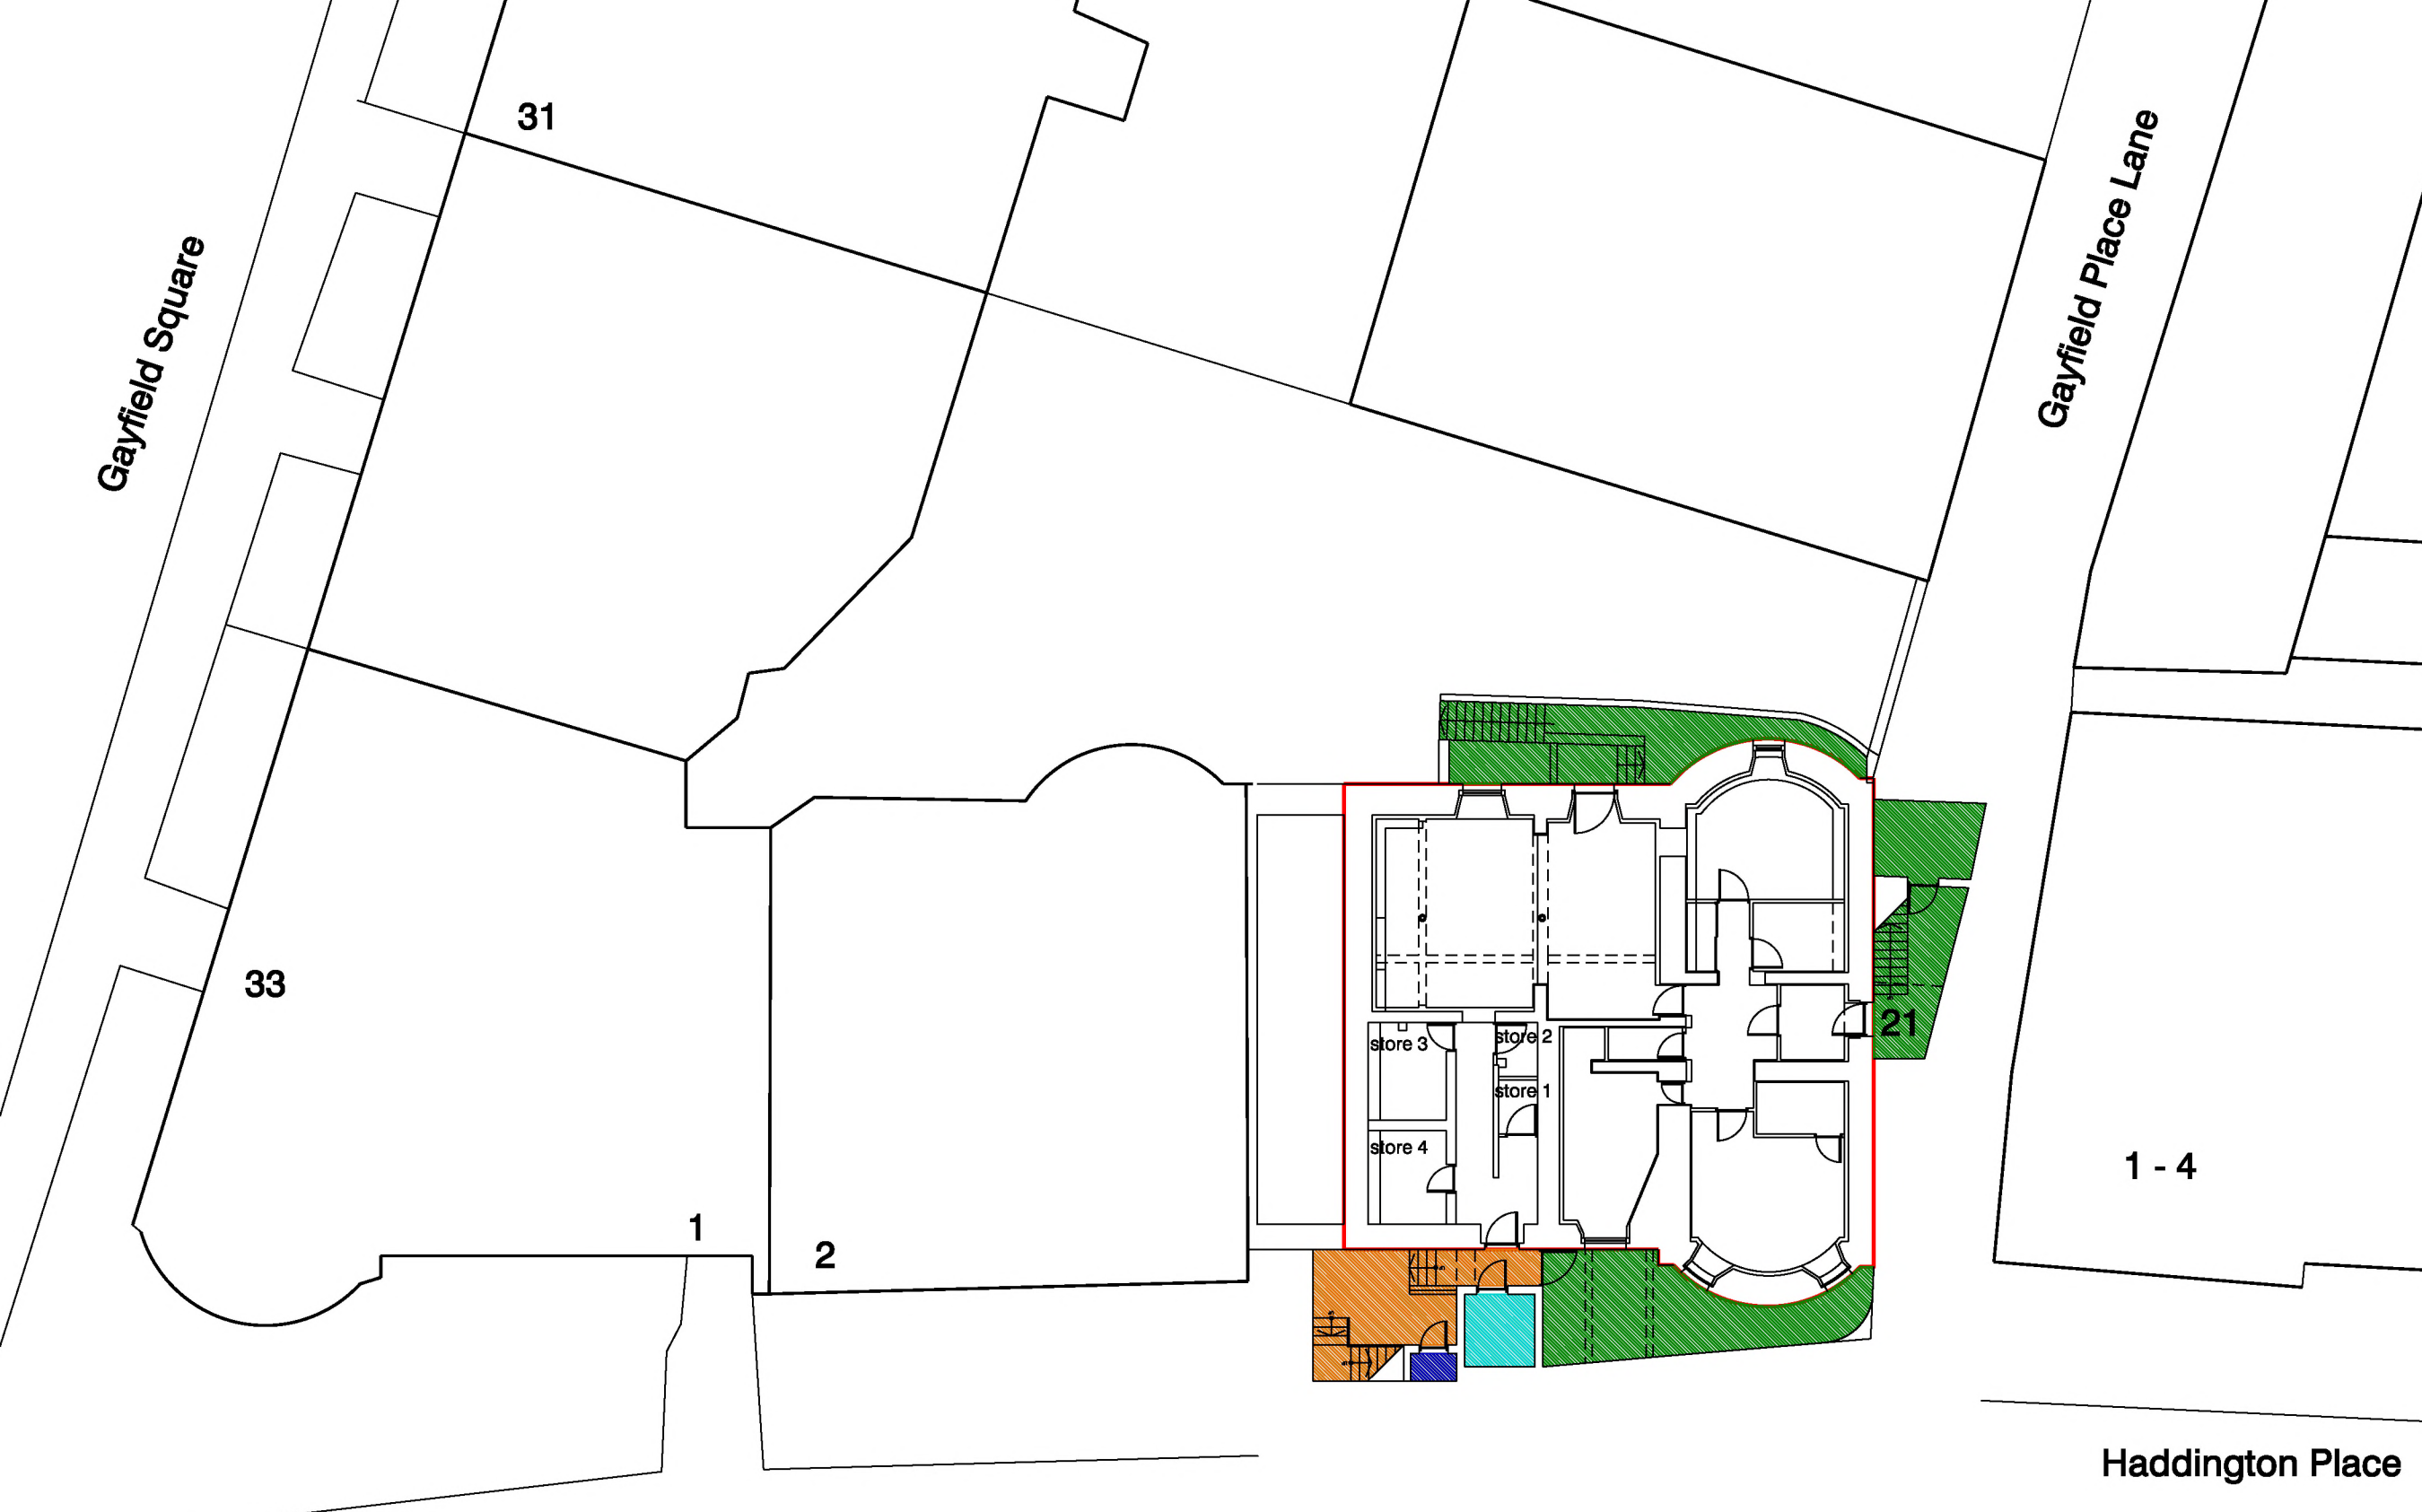 31
Gayfield Place Lane
Gayfield Square
33
21
store 3
store 2
store 1
store 4
1 - 4
1
2
Haddington Place